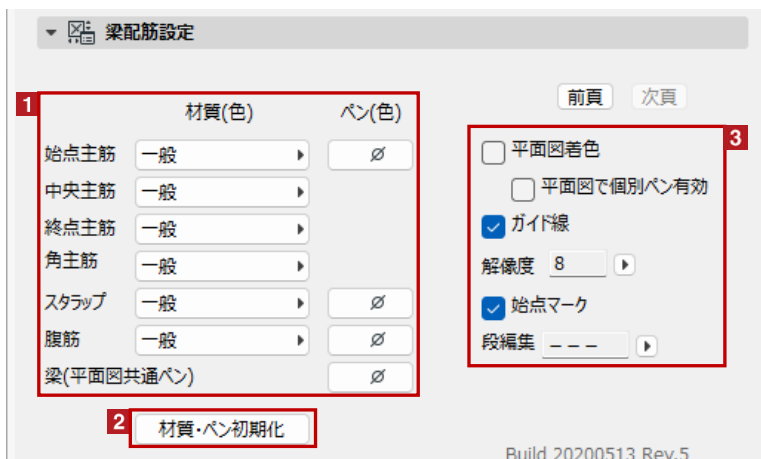 梁配筋設定
1
材質(色) ペン(色)
始点主筋 一般 Ø
中央主筋 一般
終点主筋 一般
角主筋 一般
スタラップ 一般 Ø
腹筋 一般 Ø
梁(平面図共通ペン) Ø
2
材質・ペン初期化
前頁 次頁
3
平面図着色
平面図で個別ペン有効
ガイド線
解像度 8
始点マーク
段編集 – – –
Build 20200513 Rev.5